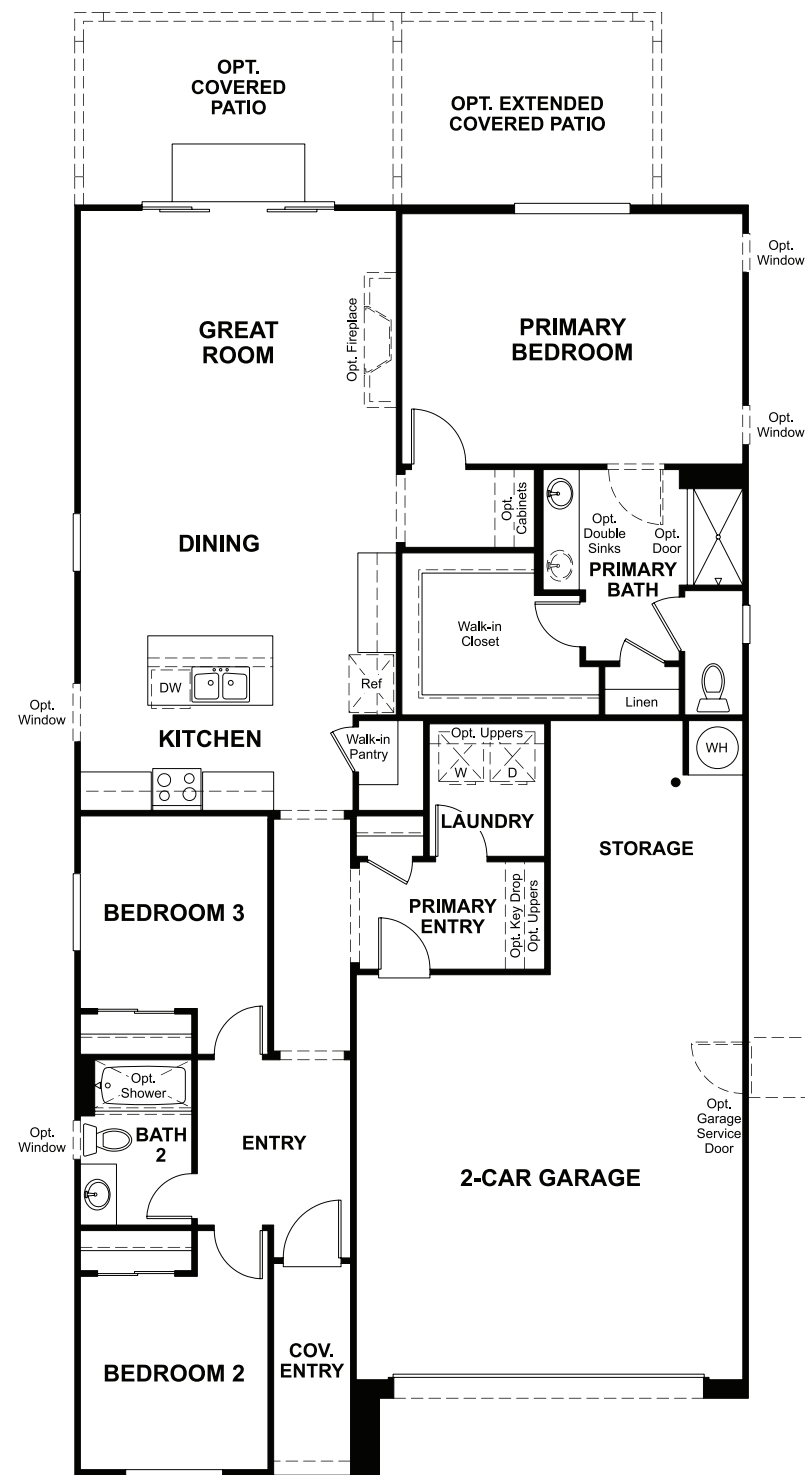 OPT.
COVERED
PATIO
OPT. EXTENDED
COVERED PATIO
Opt.
Window
GREAT
ROOM
Opt. Fireplace
PRIMARY
BEDROOM
Opt.
Window
DINING
Opt.
Cabinets
Opt.
Double
Sinks
Opt.
Door
PRIMARY
BATH
Walk-in
Closet
Linen
DW
Ref
Opt.
Window
KITCHEN
Walk-in
Pantry
Opt. Uppers
W
D
WH
LAUNDRY
STORAGE
BEDROOM 3
PRIMARY
ENTRY
Opt. Key Drop
Opt. Uppers
Opt.
Shower
Opt.
Window
BATH
2
ENTRY
Opt.
Garage
Service
Door
2-CAR GARAGE
BEDROOM 2
COV.
ENTRY